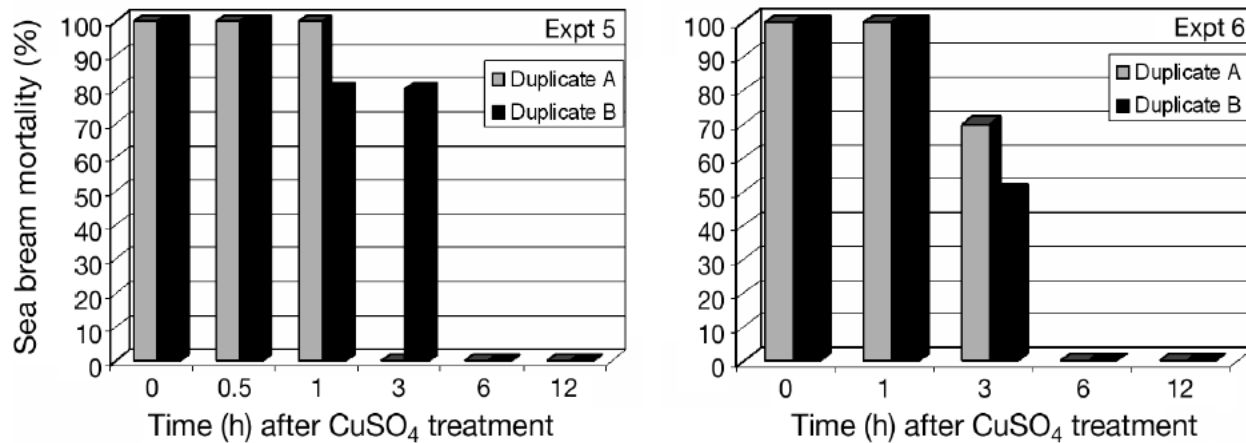 Sea bream mortality (%)
100
90
80
70
60
50
40
30
20
10
0
Expt 5
Duplicate A
Duplicate B
0 0.5 1 3 6 12
Time (h) after CuSO₄ treatment
100
90
80
70
60
50
40
30
20
10
0
Expt 6
Duplicate A
Duplicate B
0 1 3 6 12
Time (h) after CuSO₄ treatment